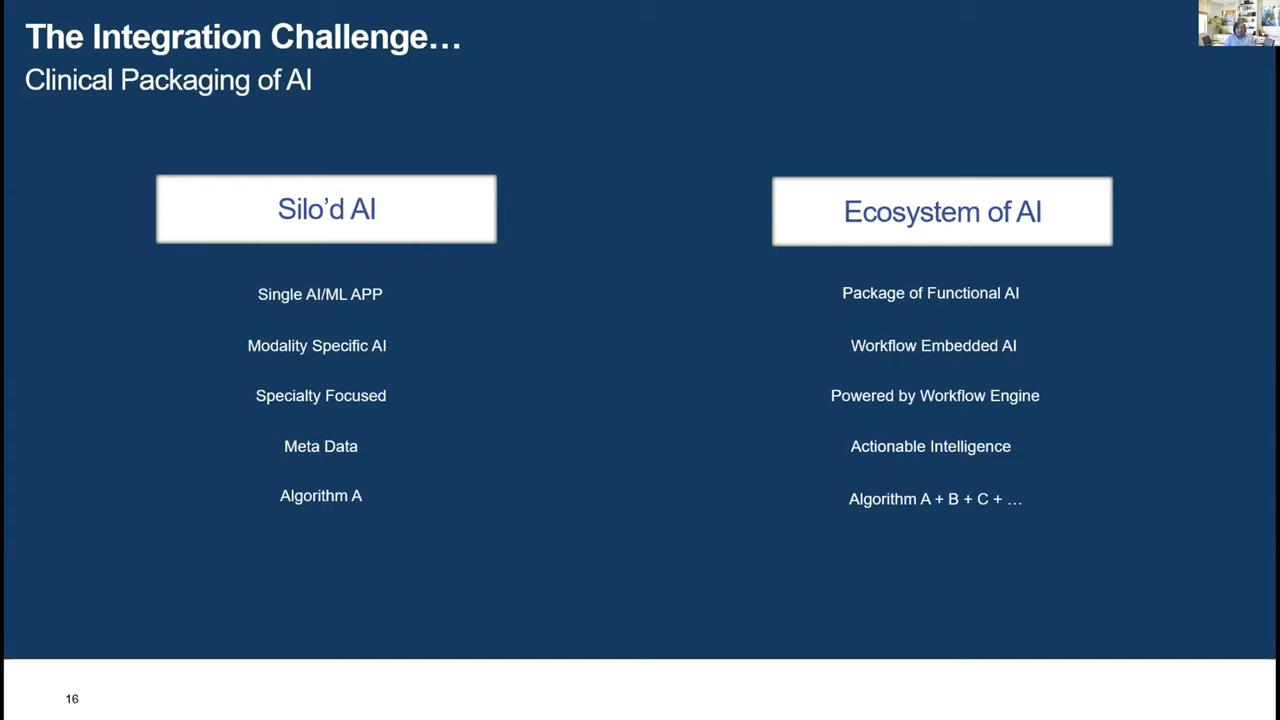 The Integration Challenge…
Clinical Packaging of AI
Silo’d AI
Single AI/ML APP
Modality Specific AI
Specialty Focused
Meta Data
Algorithm A
Ecosystem of AI
Package of Functional AI
Workflow Embedded AI
Powered by Workflow Engine
Actionable Intelligence
Algorithm A + B + C + …
16